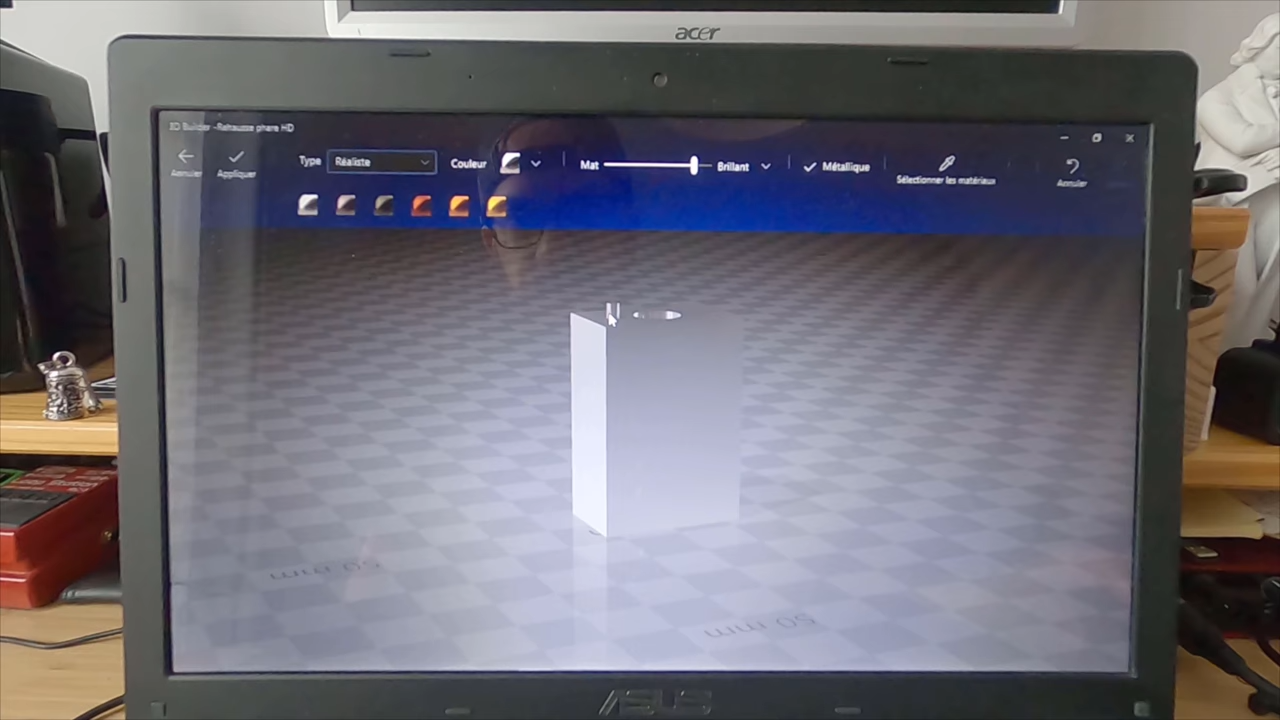 acer
3D Builder - Rehausse phare HD
Annuler
Appliquer
Type
Réaliste
Couleur
Mat
Brillant
Métallique
Sélectionner les matériaux
Annuler
50 mm
50 mm
ASUS